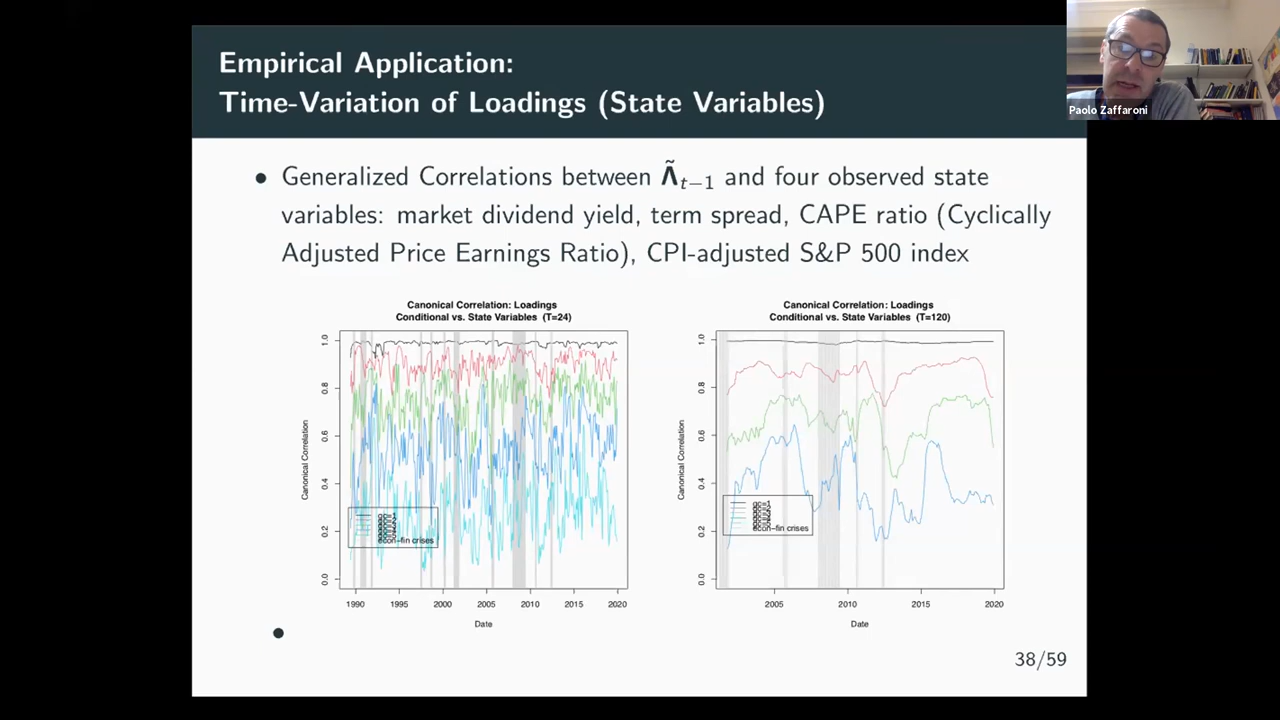 Empirical Application:
Time-Variation of Loadings (State Variables)
Paolo Zaffaroni
• Generalized Correlations between Λ̃ₜ₋₁ and four observed state
variables: market dividend yield, term spread, CAPE ratio (Cyclically
Adjusted Price Earnings Ratio), CPI-adjusted S&P 500 index
Canonical Correlation: Loadings
Conditional vs. State Variables (T=24)
Canonical Correlation
1.0
0.8
0.6
0.4
0.2
0.0
econ-fin crises
1990 1995 2000 2005 2010 2015 2020
Date
Canonical Correlation: Loadings
Conditional vs. State Variables (T=120)
Canonical Correlation
1.0
0.8
0.6
0.4
0.2
0.0
econ-fin crises
2005 2010 2015 2020
Date
•
38/59